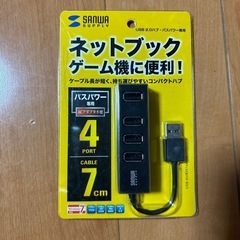 SANWA
SUPPLY
USB 2.0ハブ・バスパワー専用
ネットブック
ゲーム機に便利！
ケーブル長が短く、持ち運びやすいコンパクトハブ
バスパワー
専用
4
PORT
CABLE
7cm
SANWA